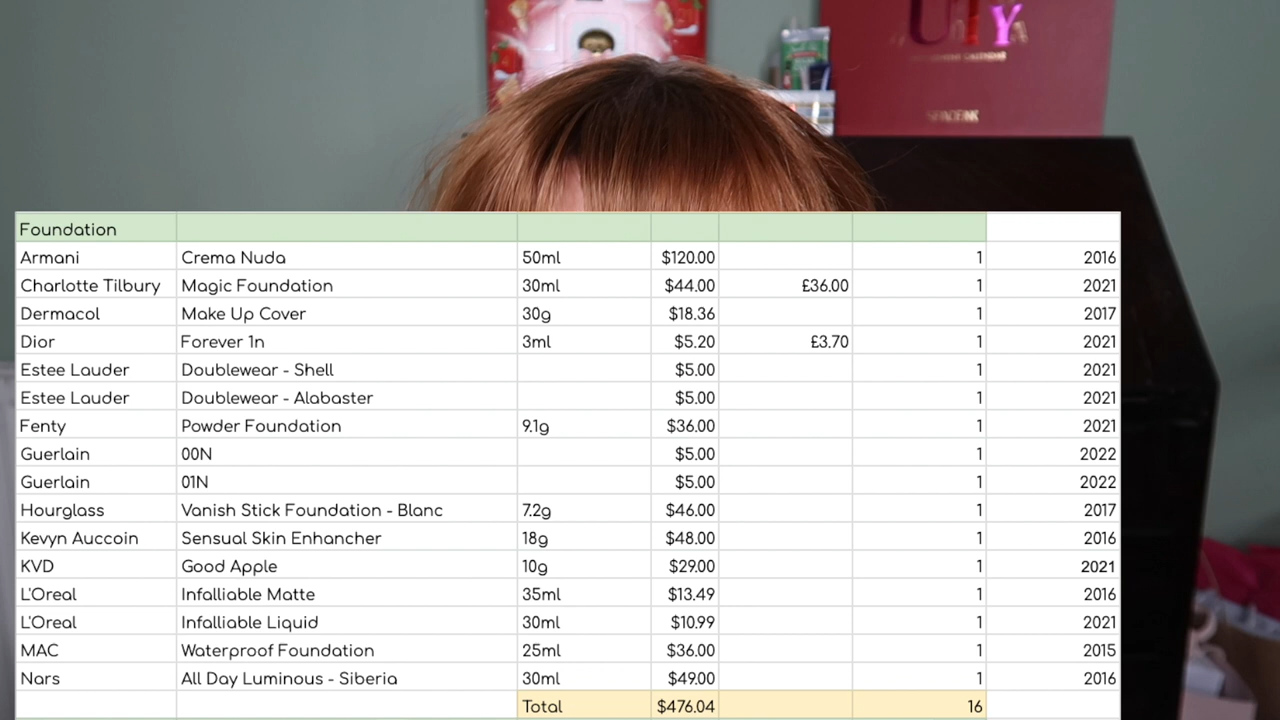 UTY
SPACE NK
Foundation
Armani Crema Nuda 50ml $120.00 1 2016
Charlotte Tilbury Magic Foundation 30ml $44.00 £36.00 1 2021
Dermacol Make Up Cover 30g $18.36 1 2017
Dior Forever 1n 3ml $5.20 £3.70 1 2021
Estee Lauder Doublewear - Shell $5.00 1 2021
Estee Lauder Doublewear - Alabaster $5.00 1 2021
Fenty Powder Foundation 9.1g $36.00 1 2021
Guerlain 00N $5.00 1 2022
Guerlain 01N $5.00 1 2022
Hourglass Vanish Stick Foundation - Blanc 7.2g $46.00 1 2017
Kevyn Auccoin Sensual Skin Enhancher 18g $48.00 1 2016
KVD Good Apple 10g $29.00 1 2021
L'Oreal Infalliable Matte 35ml $13.49 1 2016
L'Oreal Infalliable Liquid 30ml $10.99 1 2021
MAC Waterproof Foundation 25ml $36.00 1 2015
Nars All Day Luminous - Siberia 30ml $49.00 1 2016
Total $476.04 16